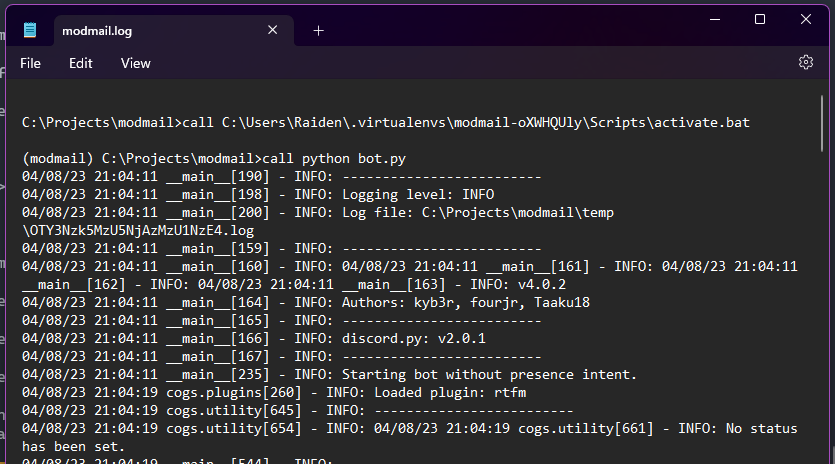 modmail.log
File Edit View
C:\Projects\modmail>call C:\Users\Raiden\.virtualenvs\modmail-oXWHQUly\Scripts\activate.bat
(modmail) C:\Projects\modmail>call python bot.py
04/08/23 21:04:11 __main__[190] - INFO: -------------------------
04/08/23 21:04:11 __main__[198] - INFO: Logging level: INFO
04/08/23 21:04:11 __main__[200] - INFO: Log file: C:\Projects\modmail\temp
\OTY3Nzk5MzU5NjAzMzU1NzE4.log
04/08/23 21:04:11 __main__[159] - INFO: -------------------------
04/08/23 21:04:11 __main__[160] - INFO: 04/08/23 21:04:11 __main__[161] - INFO: 04/08/23 21:04:11
__main__[162] - INFO: 04/08/23 21:04:11 __main__[163] - INFO: v4.0.2
04/08/23 21:04:11 __main__[164] - INFO: Authors: kyb3r, fourjr, Taaku18
04/08/23 21:04:11 __main__[165] - INFO: -------------------------
04/08/23 21:04:11 __main__[166] - INFO: discord.py: v2.0.1
04/08/23 21:04:11 __main__[167] - INFO: -------------------------
04/08/23 21:04:11 __main__[235] - INFO: Starting bot without presence intent.
04/08/23 21:04:19 cogs.plugins[260] - INFO: Loaded plugin: rtfm
04/08/23 21:04:19 cogs.utility[645] - INFO: -------------------------
04/08/23 21:04:19 cogs.utility[654] - INFO: 04/08/23 21:04:19 cogs.utility[661] - INFO: No status
has been set.
04/08/23 21:04:19 __main__[544] - INFO: